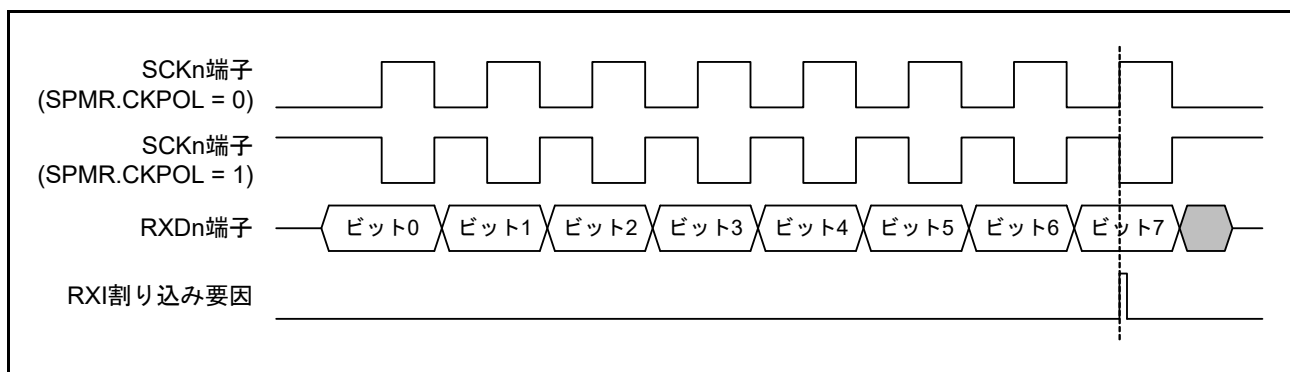 SCKn端子
(SPMR.CKPOL = 0)
SCKn端子
(SPMR.CKPOL = 1)
RXDn端子
ビット0 ビット1 ビット2 ビット3 ビット4 ビット5 ビット6 ビット7
RXI割り込み要因